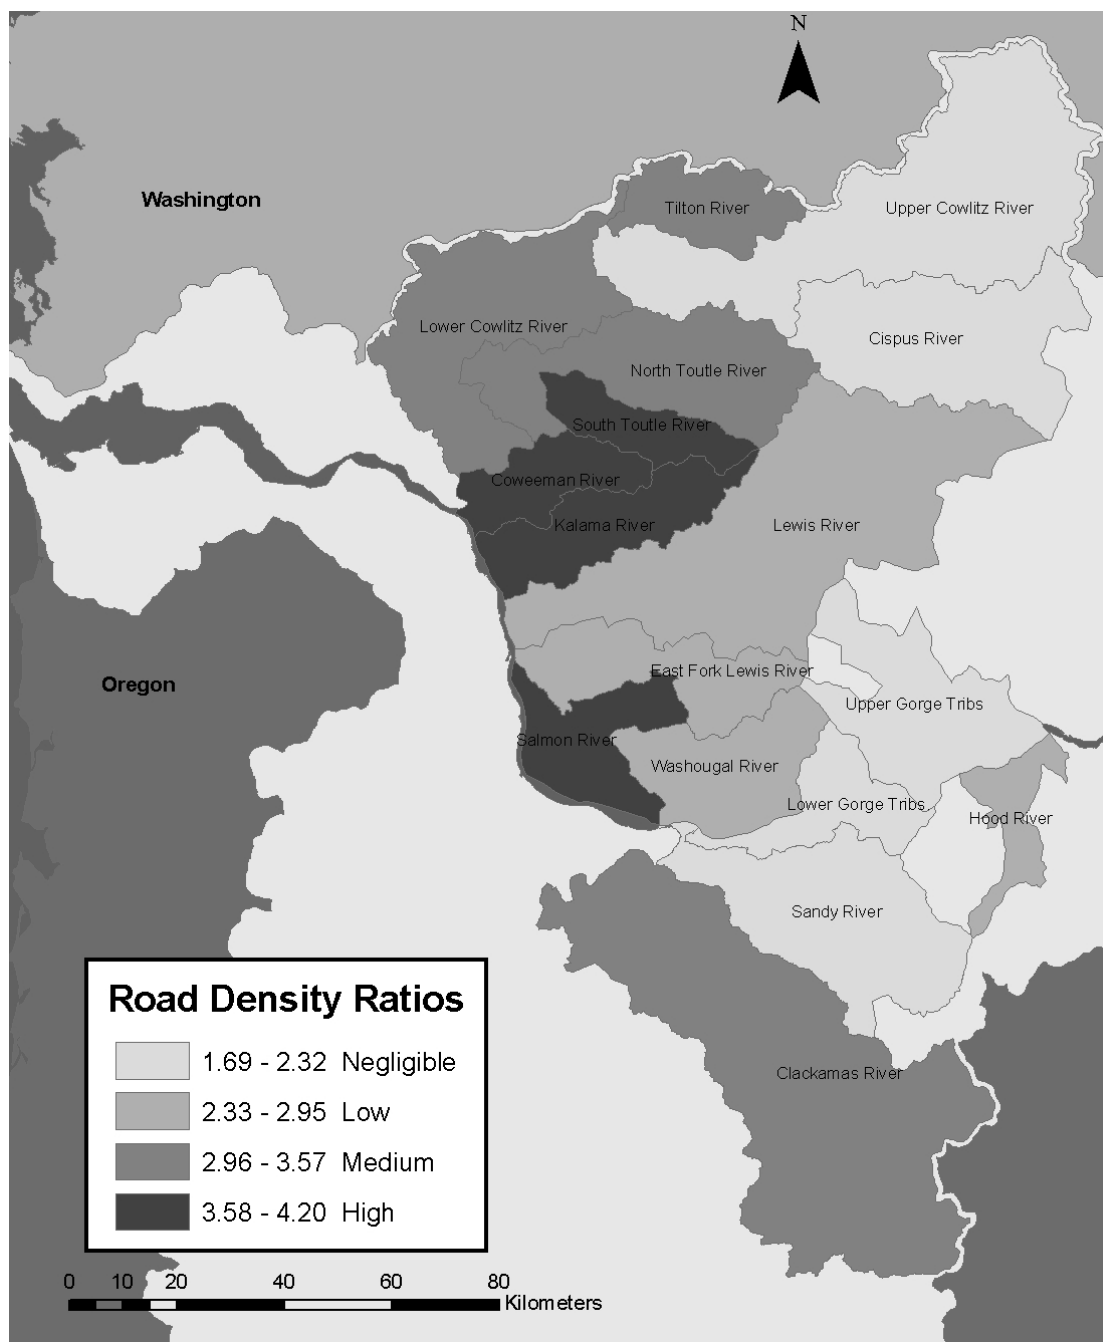 N
Washington
Tilton River
Upper Cowlitz River
Lower Cowlitz River
Cispus River
North Toutle River
South Toutle River
Coweeman River
Kalama River
Lewis River
Oregon
East Fork Lewis River
Upper Gorge Tribs
Salmon River
Washougal River
Lower Gorge Tribs
Hood River
Sandy River
Clackamas River
Road Density Ratios
1.69 - 2.32 Negligible
2.33 - 2.95 Low
2.96 - 3.57 Medium
3.58 - 4.20 High
0 10 20 40 60 80
Kilometers